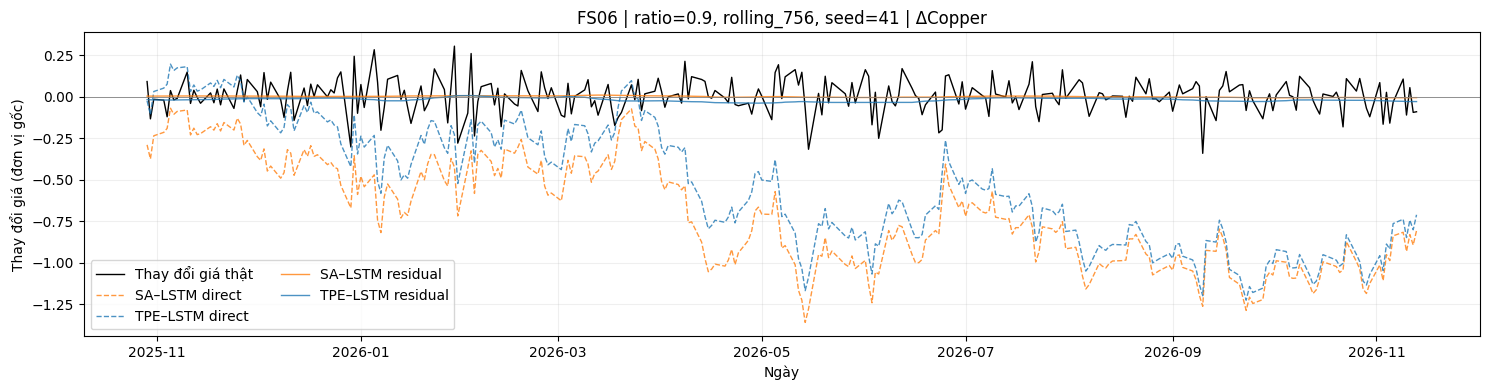 FS06 | ratio=0.9, rolling_756, seed=41 | ΔCopper
Thay đổi giá (đơn vị gốc)
0.25
0.00
−0.25
−0.50
−0.75
−1.00
−1.25
Thay đổi giá thật
SA–LSTM direct
TPE–LSTM direct
SA–LSTM residual
TPE–LSTM residual
2025-11
2026-01
2026-03
2026-05
2026-07
2026-09
2026-11
Ngày